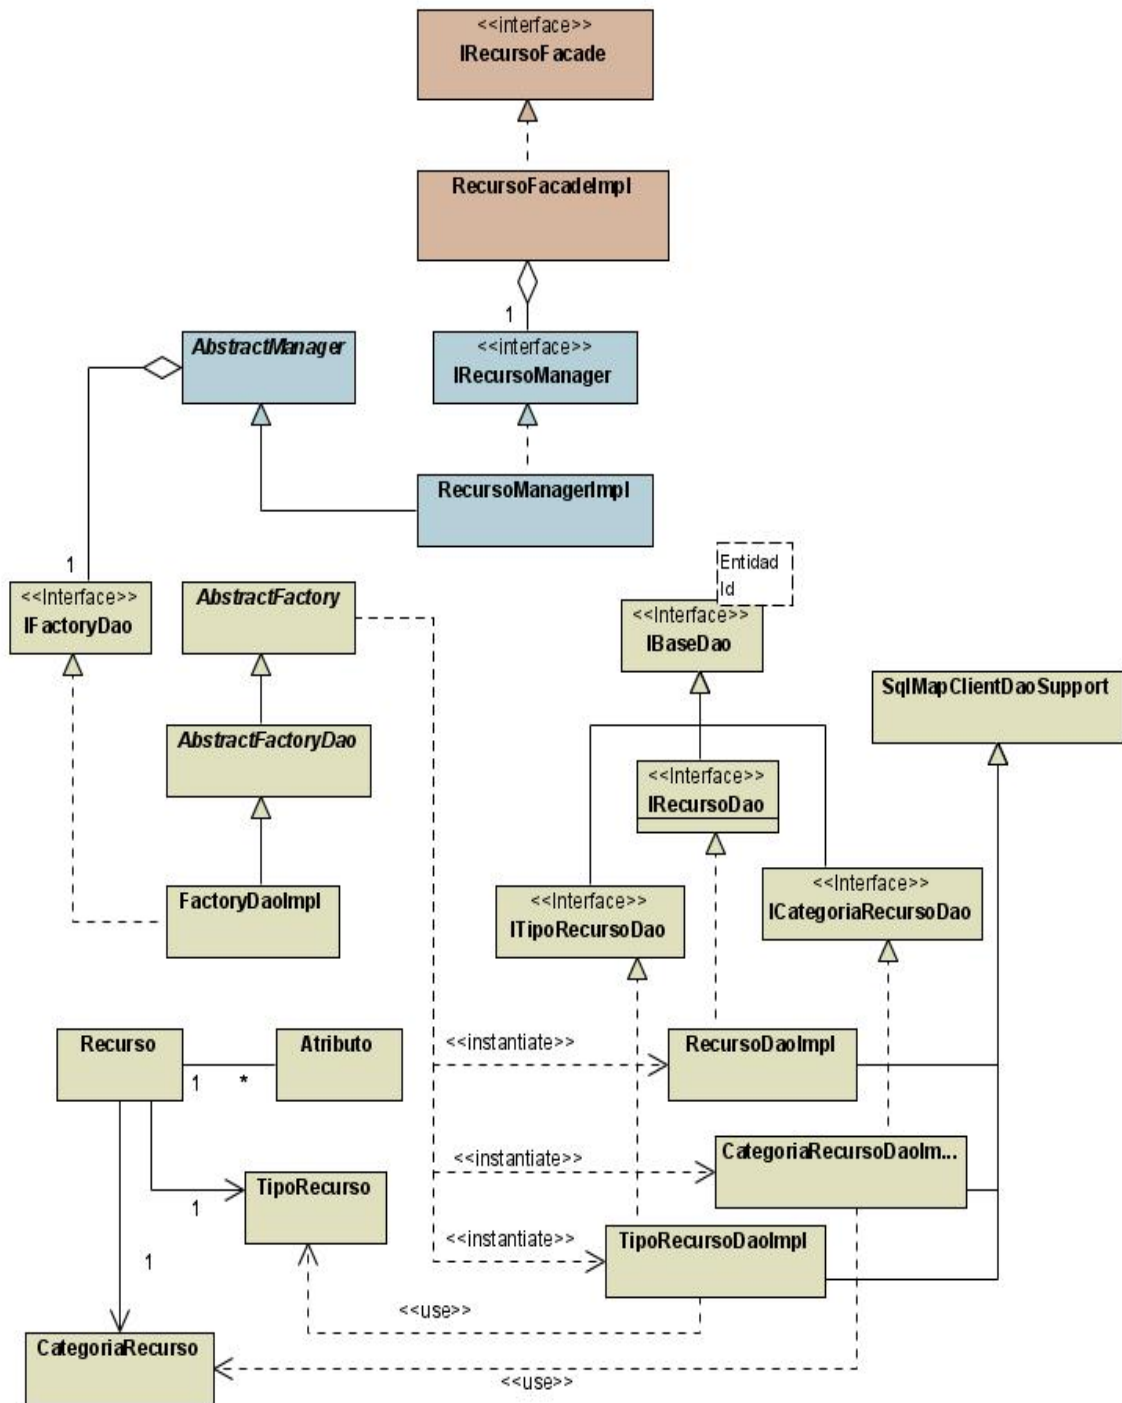 <<interface>>
IRecursoFacade
RecursoFacadeImpl
1
AbstractManager
<<interface>>
IRecursoManager
RecursoManagerImpl
1
Entidad
Id
<<Interface>>
IFactoryDao
AbstractFactory
<<Interface>>
IBaseDao
SqlMapClientDaoSupport
AbstractFactoryDao
<<Interface>>
IRecursoDao
FactoryDaoImpl
<<Interface>>
ITipoRecursoDao
<<Interface>>
ICategoriaRecursoDao
Recurso
1
*
Atributo
<<instantiate>>
RecursoDaoImpl
<<instantiate>>
CategoriaRecursoDaoIm...
TipoRecurso
1
<<instantiate>>
TipoRecursoDaoImpl
1
<<use>>
CategoriaRecurso
<<use>>